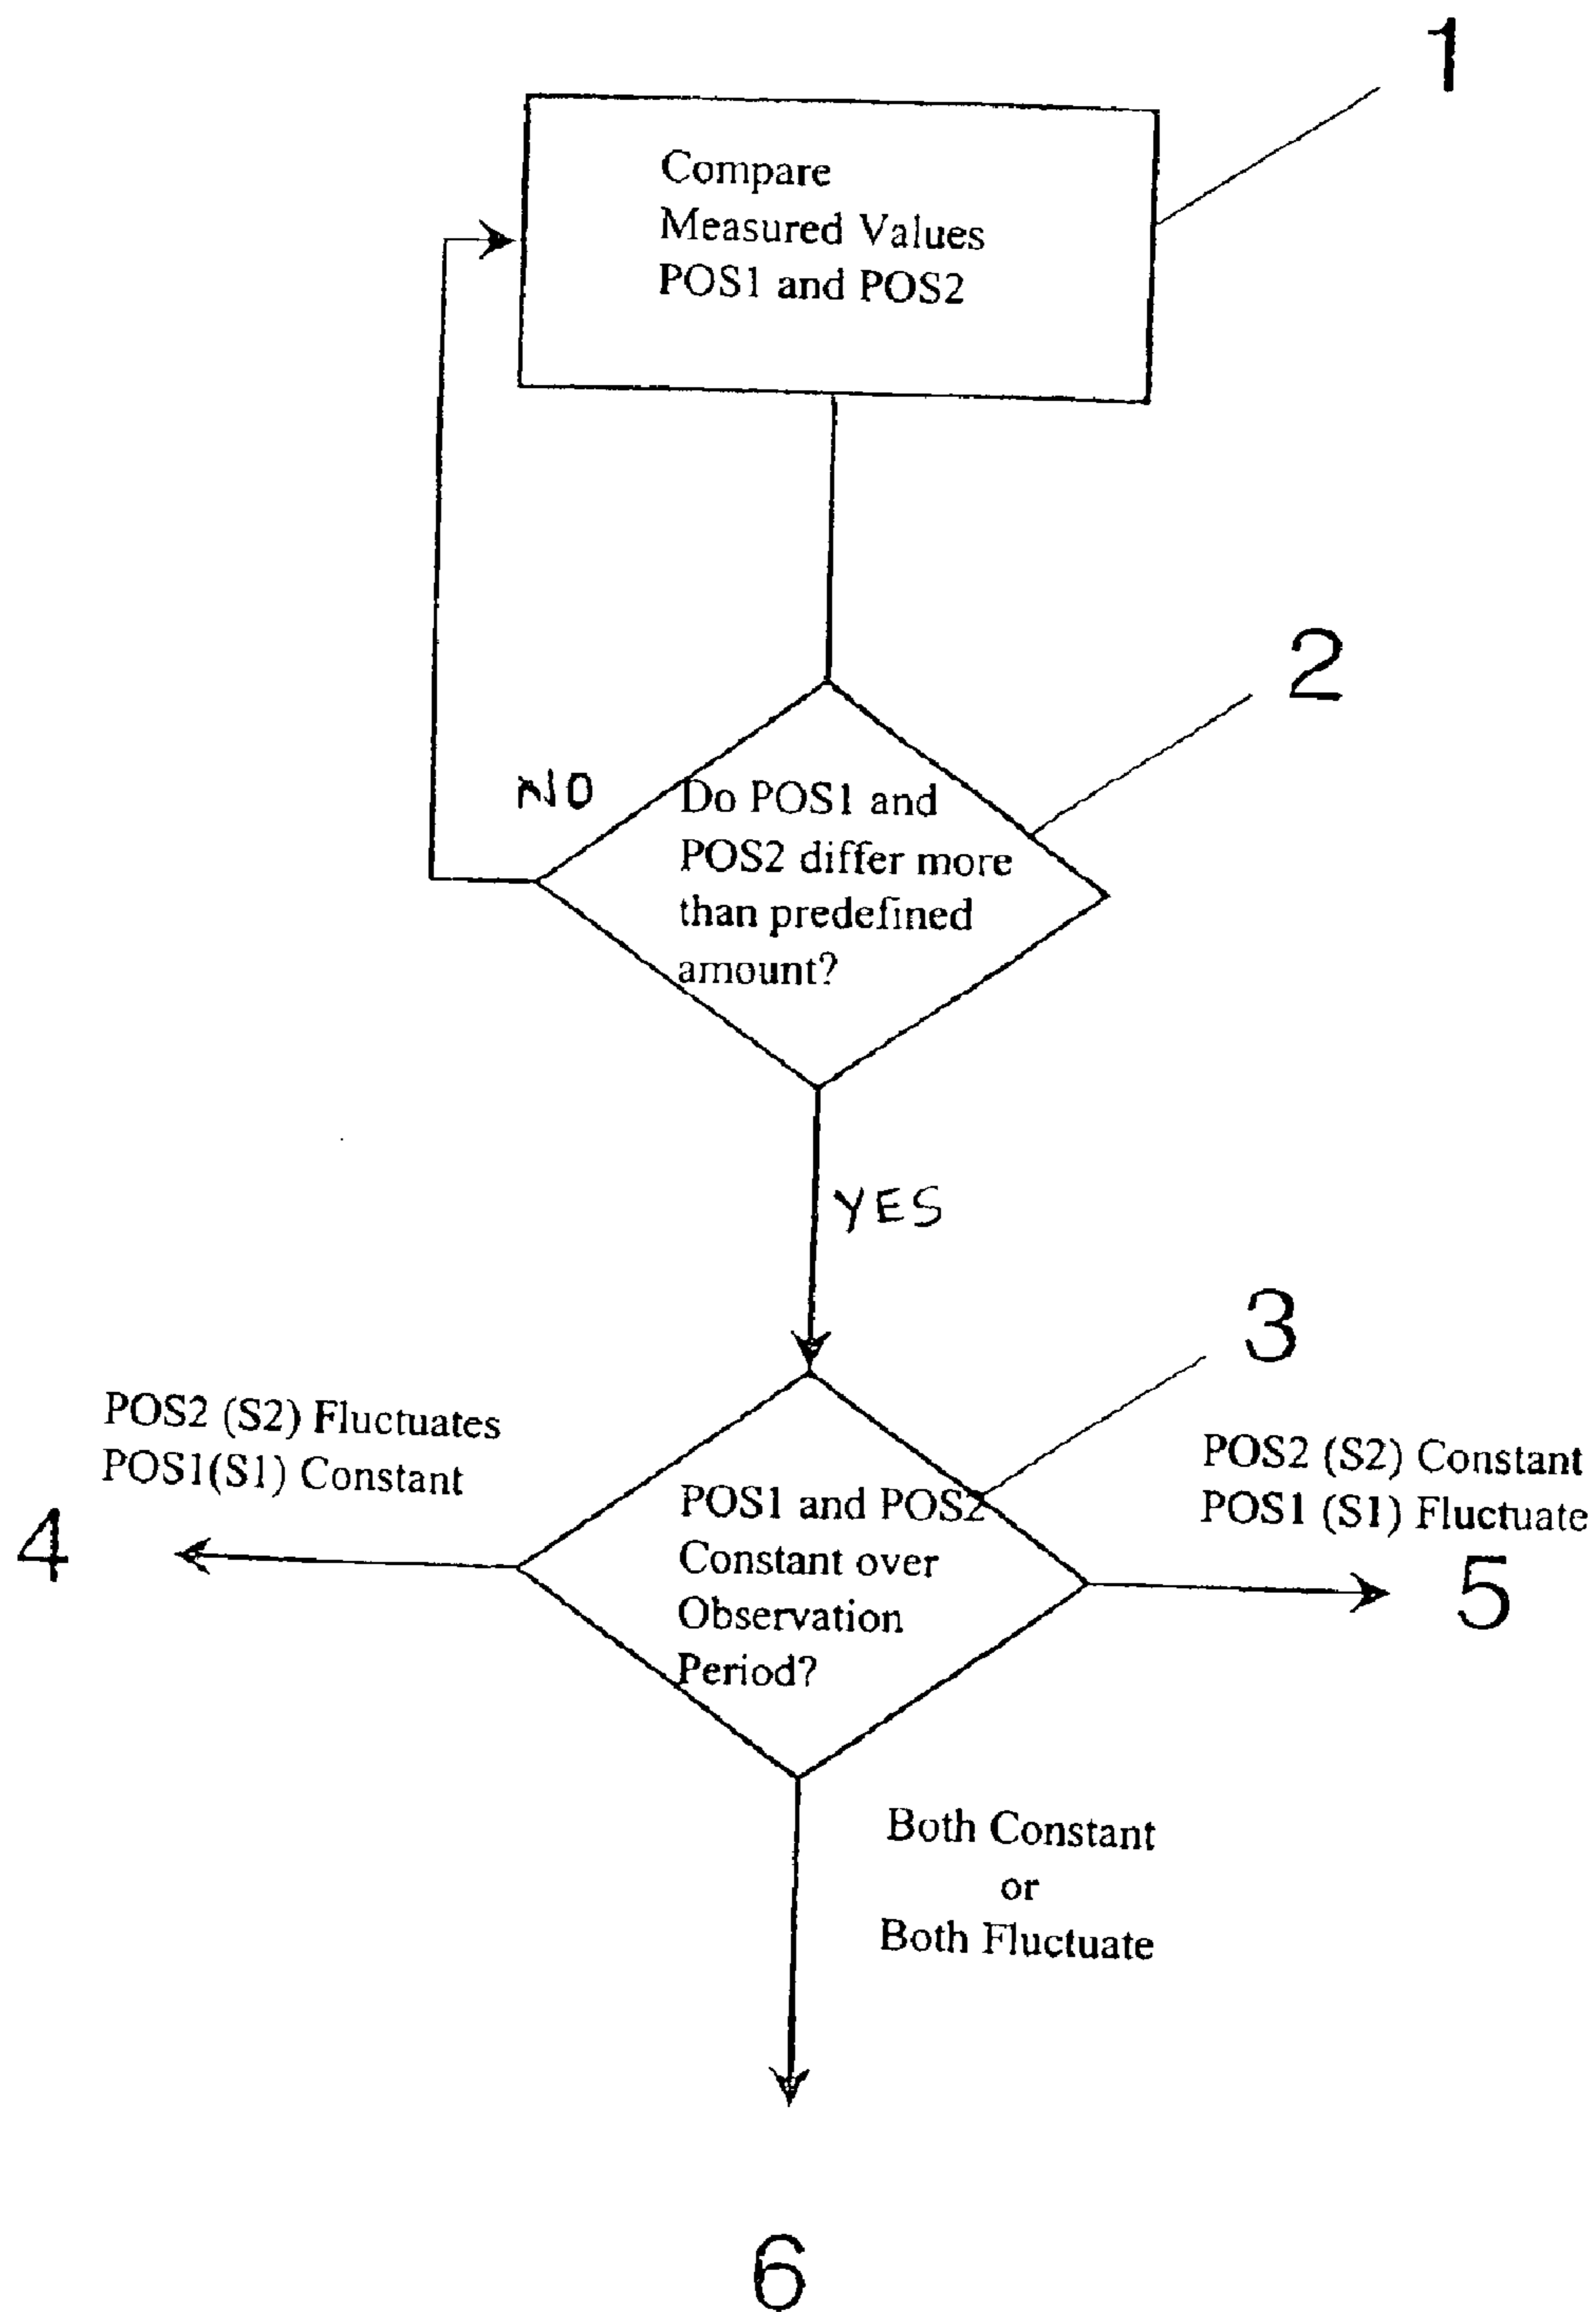 1
Compare
Measured Values
POS1 and POS2
2
NO
Do POS1 and
POS2 differ more
than predefined
amount?
YES
3
POS2 (S2) Fluctuates
POS1(S1) Constant
4
POS1 and POS2
Constant over
Observation
Period?
POS2 (S2) Constant
POS1 (S1) Fluctuate
5
Both Constant
or
Both Fluctuate
6